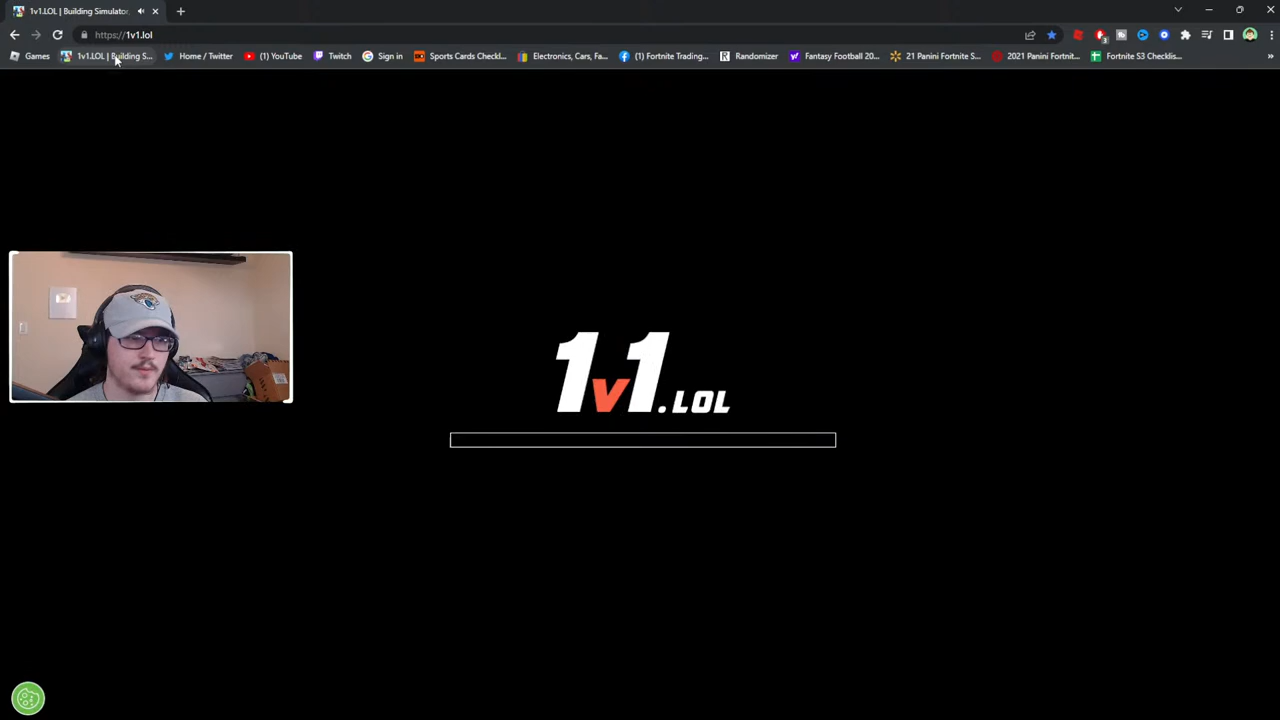 1v1.LOL | Building Simulator,
https://1v1.lol
Games
1v1.LOL | Building S...
Home / Twitter
(1) YouTube
Twitch
Sign in
Sports Cards Checkl...
Electronics, Cars, Fa...
(1) Fortnite Trading...
Randomizer
Fantasy Football 20...
21 Panini Fortnite S...
2021 Panini Fortnit...
Fortnite S3 Checklis...
»
1v1.LOL